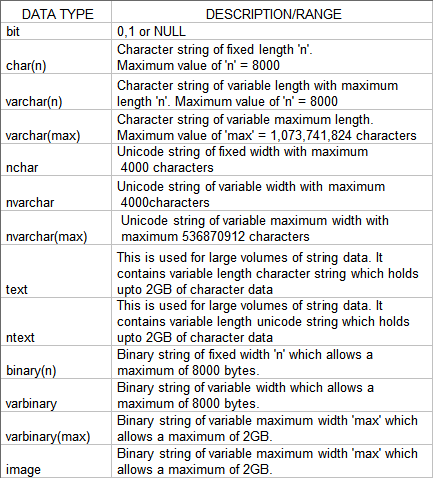 DATA TYPE DESCRIPTION/RANGE
bit 0,1 or NULL
Character string of fixed length 'n'.
char(n) Maximum value of 'n' = 8000
Character string of variable length with maximum
varchar(n) length 'n'. Maximum value of 'n' = 8000
Character string of variable maximum length.
varchar(max) Maximum value of 'max' = 1,073,741,824 characters
Unicode string of fixed width with maximum
nchar 4000 characters
Unicode string of variable width with maximum
nvarchar 4000characters
Unicode string of variable maximum width with
nvarchar(max) maximum 536870912 characters
This is used for large volumes of string data. It
contains variable length character string which holds
text upto 2GB of character data
This is used for large volumes of string data. It
contains variable length unicode string which holds
ntext upto 2GB of character data
Binary string of fixed width 'n' which allows a
binary(n) maximum of 8000 bytes.
Binary string of variable width which allows a
varbinary maximum of 8000 bytes.
Binary string of variable maximum width 'max' which
varbinary(max) allows a maximum of 2GB.
Binary string of variable maximum width 'max' which
image allows a maximum of 2GB.